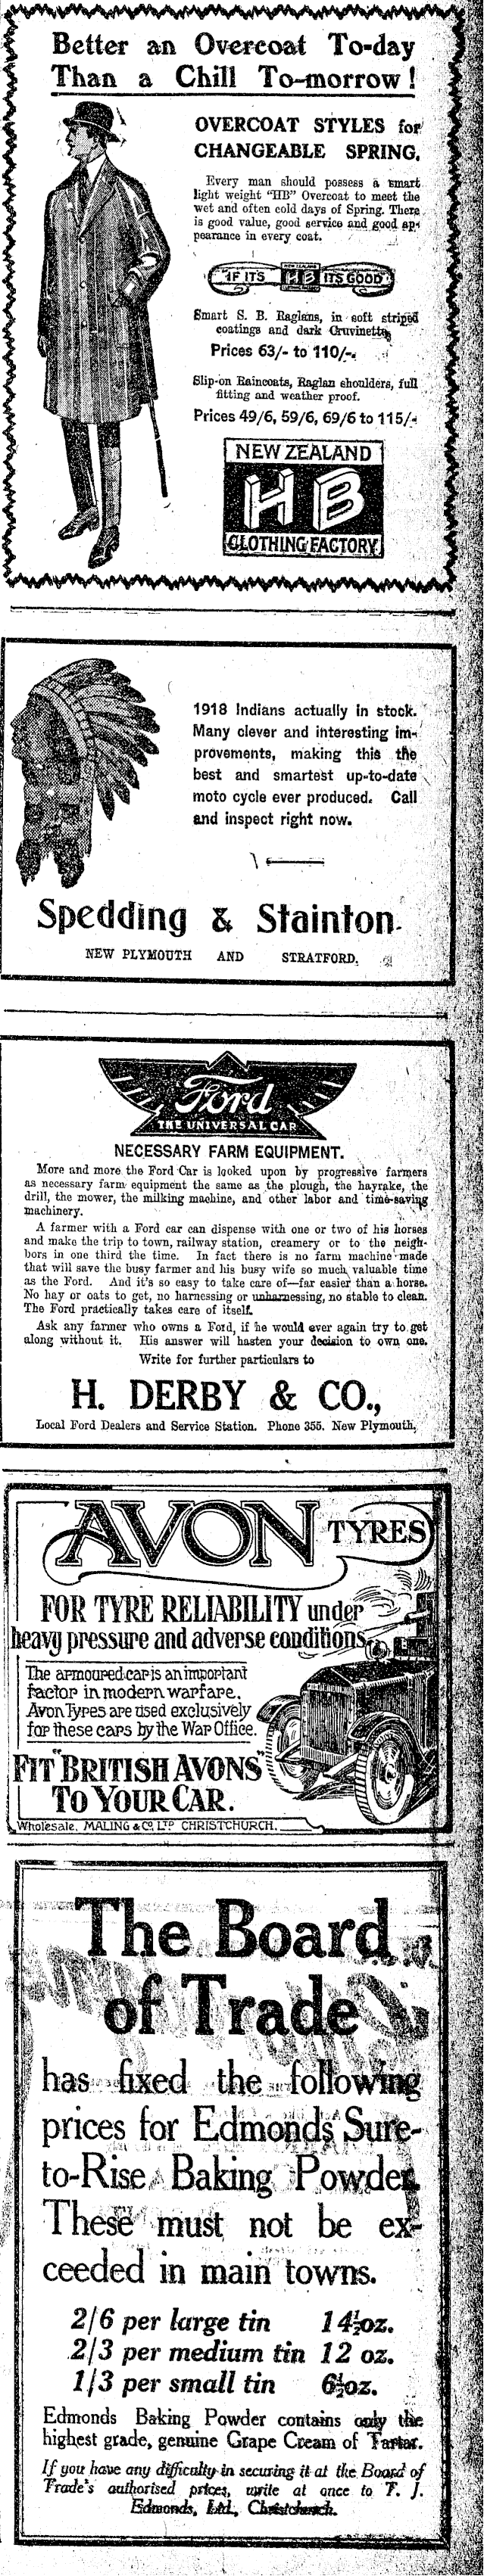 Better an Overcoat To-day
Than a Chill To-morrow!
OVERCOAT STYLES for
CHANGEABLE SPRING.
Every man should possess a smart
light weight "HB" Overcoat to meet the
wet and often cold days of Spring. There
is good value, good service and good ap-
pearance in every coat.
IF IT'S HB IT'S GOOD
Smart S. B. Raglans, in soft striped
coatings and dark Cruvinette,
Prices 63/- to 110/-.
Slip-on Raincoats, Raglan shoulders, full
fitting and weather proof.
Prices 49/6, 59/6, 69/6 to 115/-
NEW ZEALAND
HB
CLOTHING FACTORY
1918 Indians actually in stock.
Many clever and interesting im-
provements, making this the
best and smartest up-to-date
moto cycle ever produced. Call
and inspect right now.
Spedding & Stainton
NEW PLYMOUTH AND STRATFORD.
Ford
THE UNIVERSAL CAR
NECESSARY FARM EQUIPMENT.
More and more the Ford Car is looked upon by progressive farmers
as necessary farm equipment the same as the plough, the hayrake, the
drill, the mower, the milking machine, and other labor and time-saving
machinery.
A farmer with a Ford car can dispense with one or two of his horses
and make the trip to town, railway station, creamery or to the neigh-
bors in one third the time. In fact there is no farm machine made
that will save the busy farmer and his busy wife so much valuable time
as the Ford. And it's so easy to take care of—far easier than a horse.
No hay or oats to get, no harnessing or unharnessing, no stable to clean.
The Ford practically takes care of itself.
Ask any farmer who owns a Ford, if he would ever again try to get
along without it. His answer will hasten your decision to own one.
Write for further particulars to
H. DERBY & CO.,
Local Ford Dealers and Service Station. Phone 355. New Plymouth.
AVON TYRES
FOR TYRE RELIABILITY under
heavy pressure and adverse conditions
The armoured car is an important
factor in modern warfare.
Avon Tyres are used exclusively
for these cars by the War Office.
FIT "BRITISH AVONS"
TO YOUR CAR.
Wholesale. MALING & CO. LTD. CHRISTCHURCH.
The Board
of Trade
has fixed the following
prices for Edmonds' Sure-
to-Rise Baking Powder.
These must not be ex-
ceeded in main towns.
2/6 per large tin 14½oz.
2/3 per medium tin 12 oz.
1/3 per small tin 6½oz.
Edmonds Baking Powder contains only the
highest grade, genuine Grape Cream of Tartar.
If you have any difficulty in securing it at the Board of
Trade's authorised prices, write at once to T. J.
Edmonds, Ltd., Christchurch.